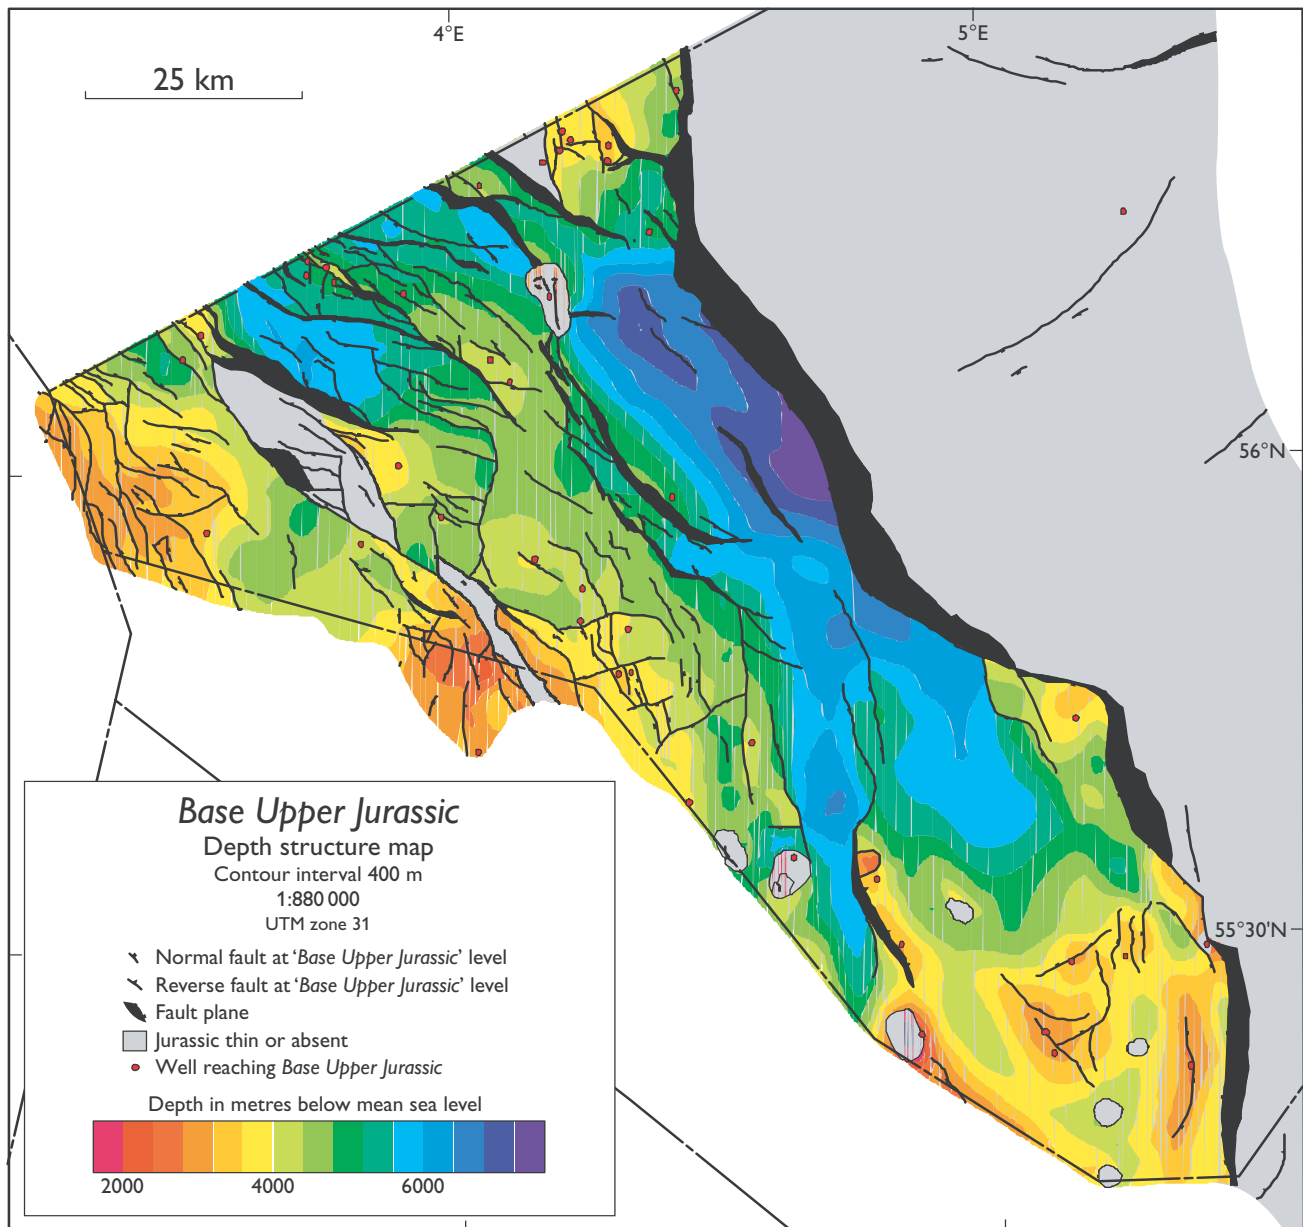 4°E
5°E
25 km
56°N
55°30'N
Base Upper Jurassic
Depth structure map
Contour interval 400 m
1:880 000
UTM zone 31
Normal fault at ‘Base Upper Jurassic’ level
Reverse fault at ‘Base Upper Jurassic’ level
Fault plane
Jurassic thin or absent
Well reaching Base Upper Jurassic
Depth in metres below mean sea level
2000 4000 6000